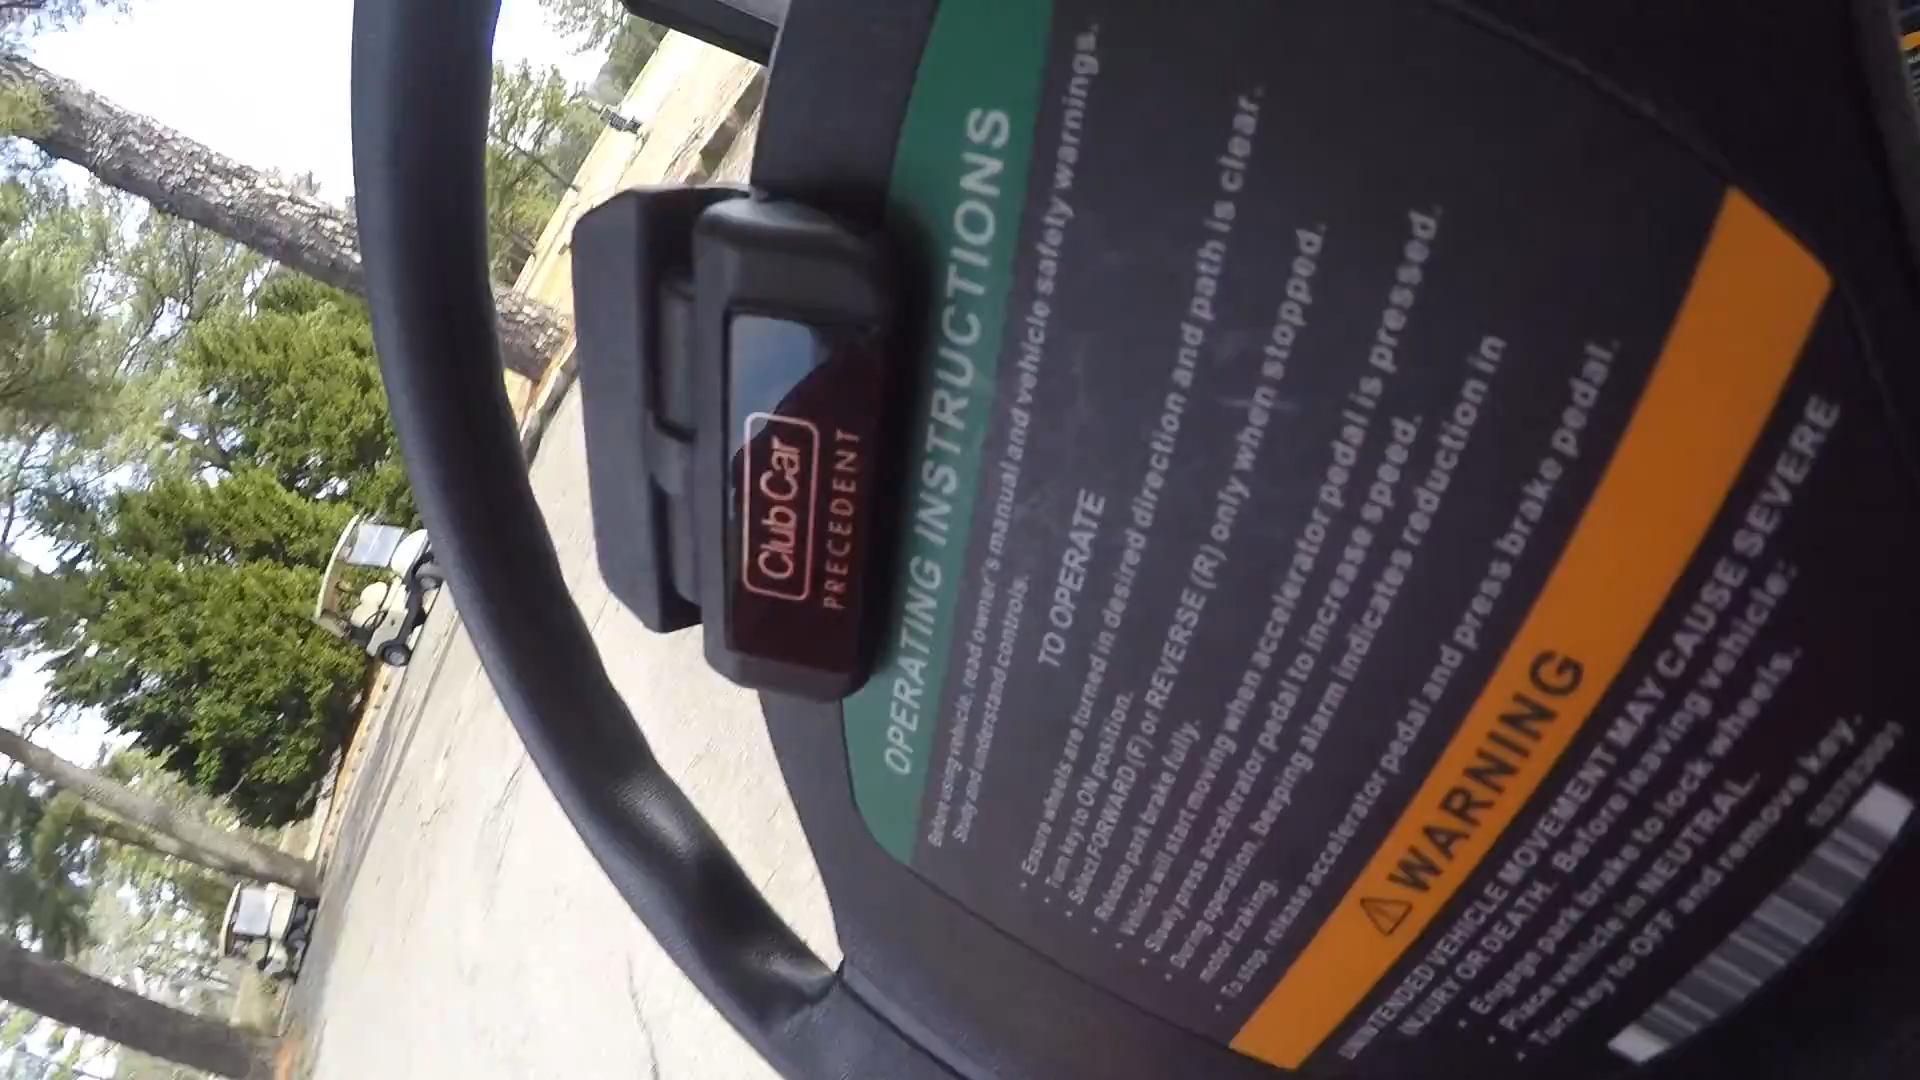 Club Car
PRECEDENT
OPERATING INSTRUCTIONS
Before using vehicle, read owner's manual and vehicle safety warnings.
Study and understand controls.
TO OPERATE
• Ensure wheels are turned in desired direction and path is clear.
• Turn key to ON position.
• Select FORWARD (F) or REVERSE (R) only when stopped.
• Release park brake fully.
• Vehicle will start moving when accelerator pedal is pressed.
• Slowly press accelerator pedal to increase speed.
• During operation, beeping alarm indicates reduction in
motor braking.
• To stop, release accelerator pedal and press brake pedal.
⚠WARNING
UNINTENDED VEHICLE MOVEMENT MAY CAUSE SEVERE
INJURY OR DEATH. Before leaving vehicle:
• Engage park brake to lock wheels.
• Place vehicle in NEUTRAL.
• Turn key to OFF and remove key.